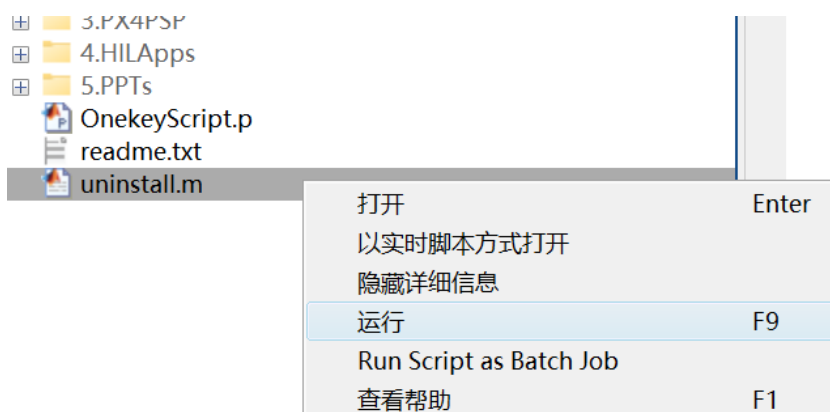 3.PX4PSP
4.HILApps
5.PPTs
OnekeyScript.p
readme.txt
uninstall.m
打开 Enter
以实时脚本方式打开
隐藏详细信息
运行 F9
Run Script as Batch Job
查看帮助 F1